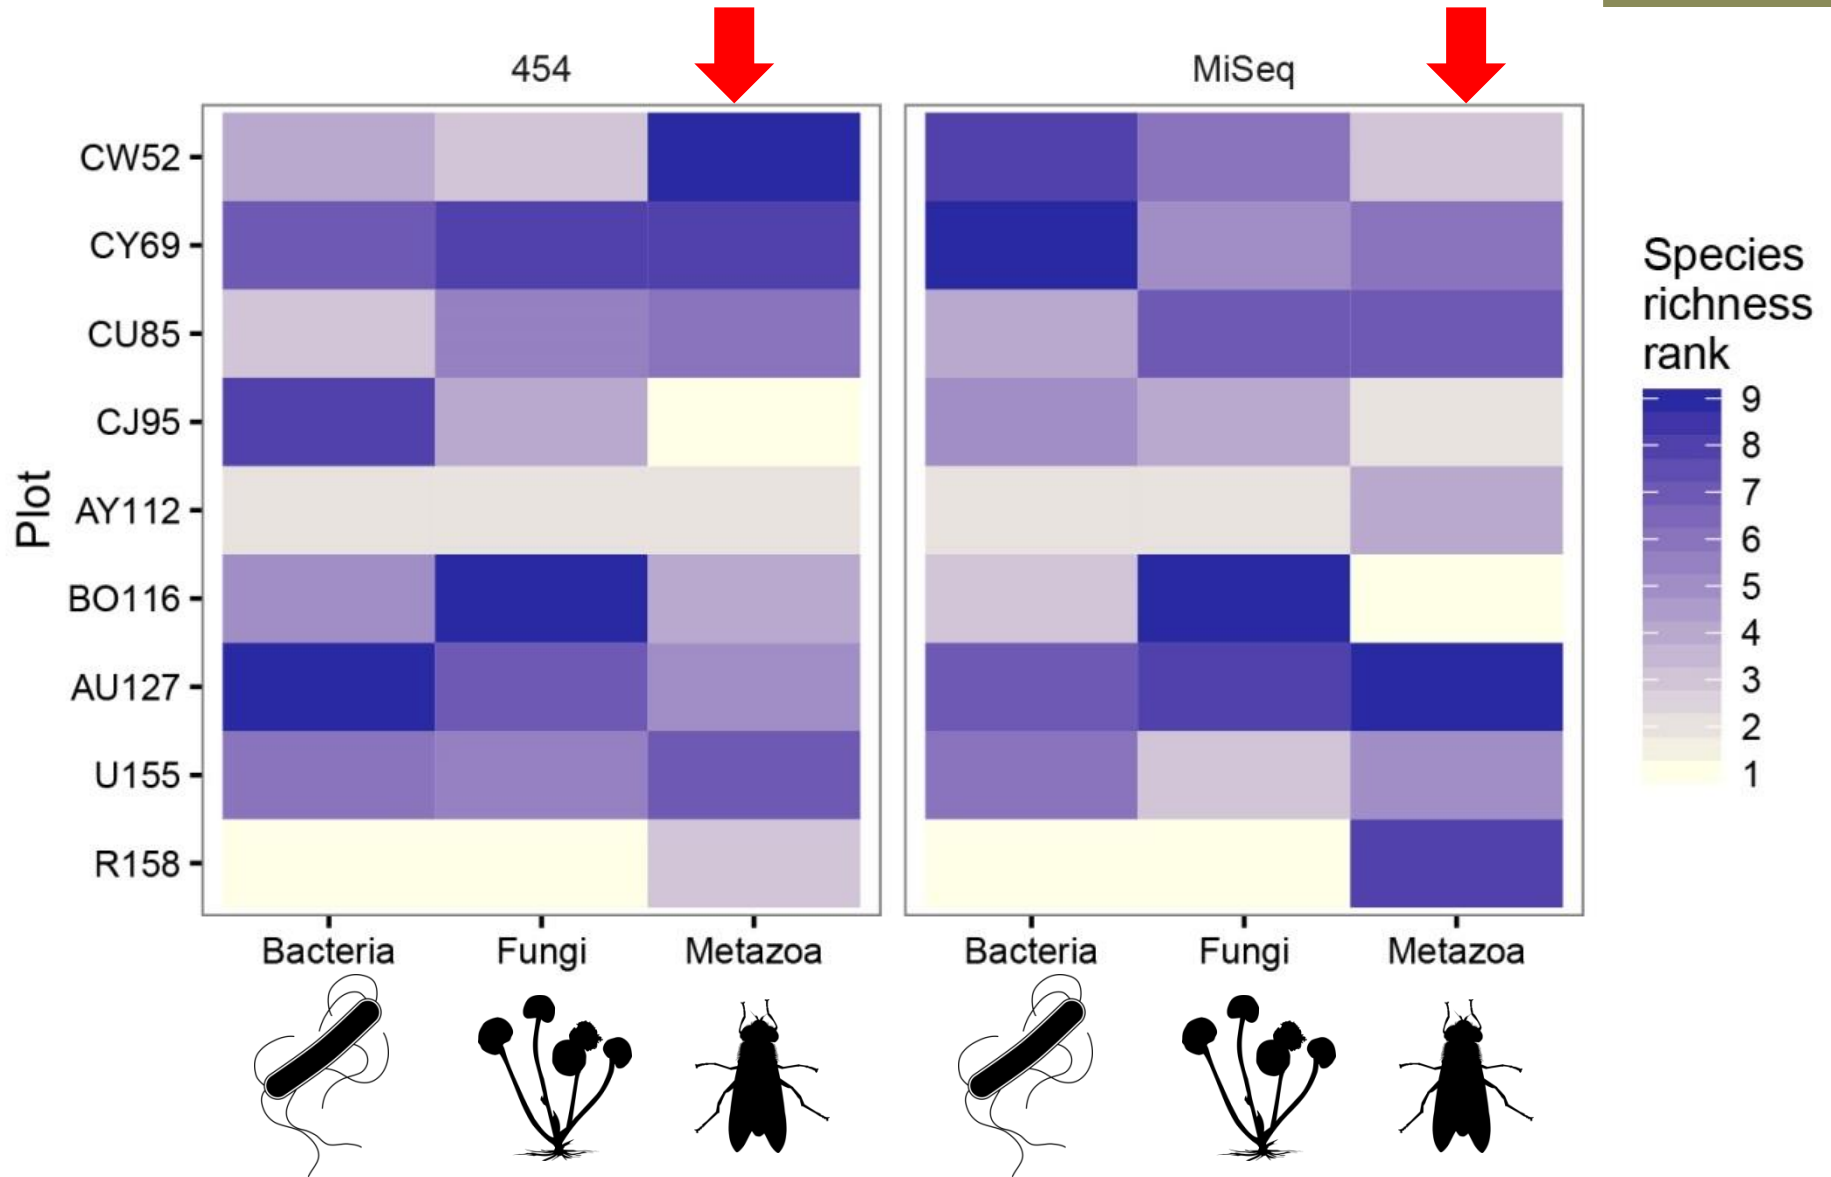 454
MiSeq
Plot
CW52
CY69
CU85
CJ95
AY112
BO116
AU127
U155
R158
Bacteria
Fungi
Metazoa
Bacteria
Fungi
Metazoa
Species
richness
rank
9
8
7
6
5
4
3
2
1